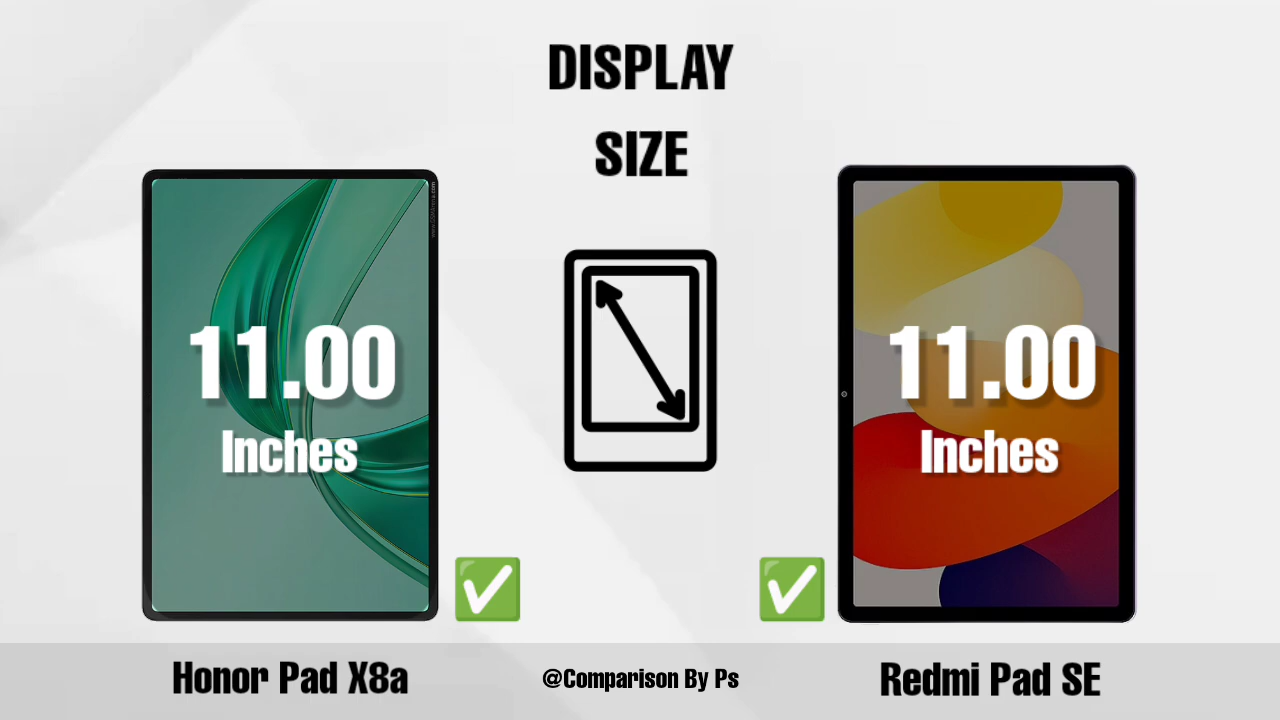 DISPLAY
SIZE
11.00
Inches
11.00
Inches
Honor Pad X8a
@Comparison By Ps
Redmi Pad SE